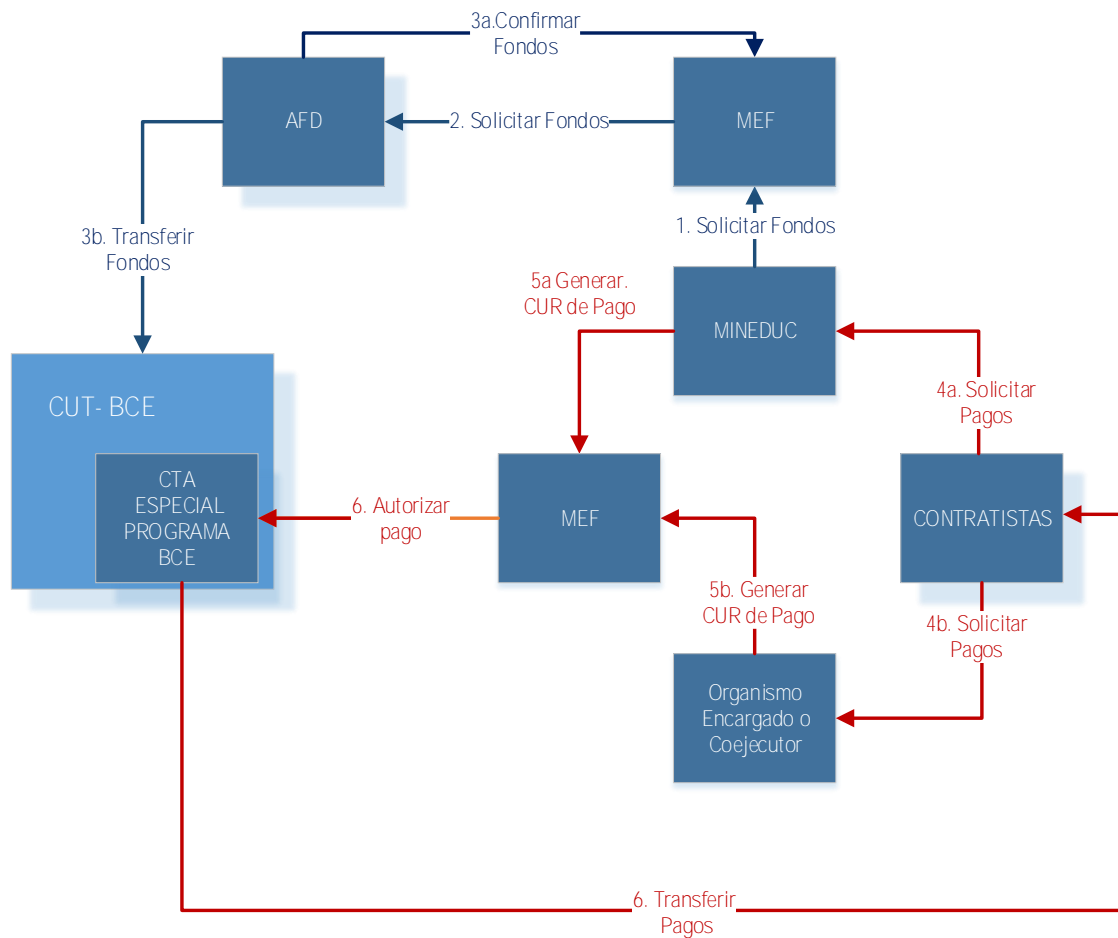 3a.Confirmar
Fondos
AFD
2. Solicitar Fondos
MEF
1. Solicitar Fondos
3b. Transferir
Fondos
5a Generar.
CUR de Pago
MINEDUC
4a. Solicitar
Pagos
CUT- BCE
CTA
ESPECIAL
PROGRAMA
BCE
6. Autorizar
pago
MEF
CONTRATISTAS
5b. Generar
CUR de Pago
4b. Solicitar
Pagos
Organismo
Encargado o
Coejecutor
6. Transferir
Pagos